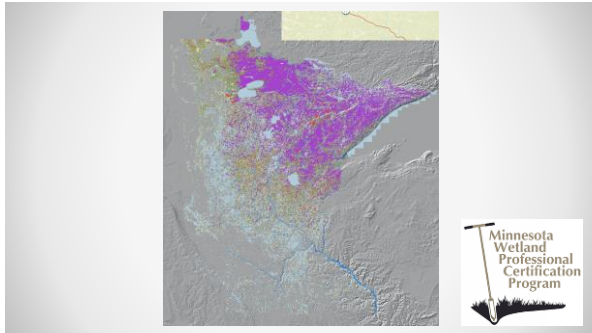 Minnesota
Wetland
Professional
Certification
Program